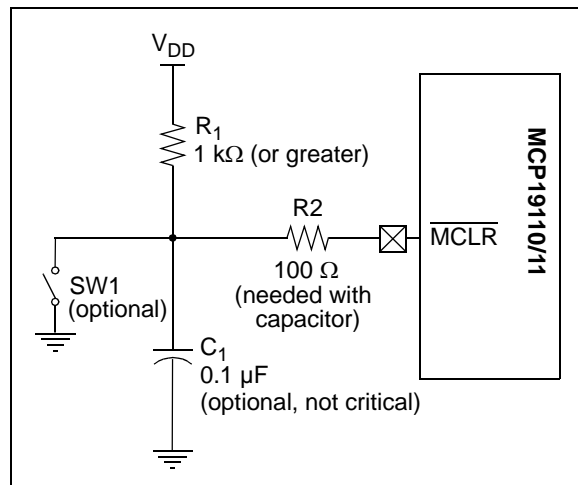 VDD
R1
1 kΩ (or greater)
R2
100 Ω
(needed with
capacitor)
SW1
(optional)
C1
0.1 µF
(optional, not critical)
MCLR
MCP19110/11